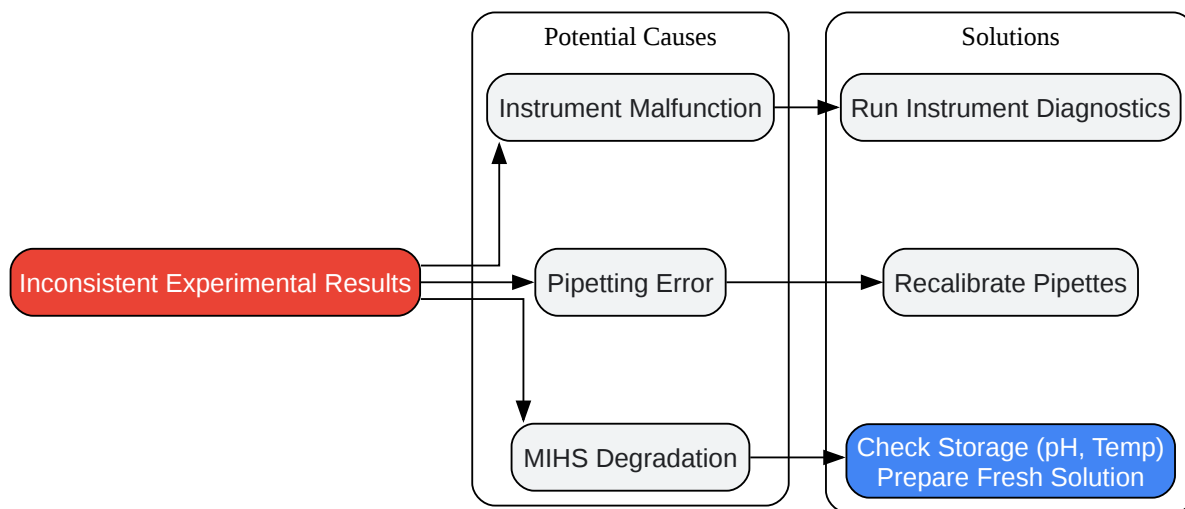 Potential Causes
Solutions
Instrument Malfunction
Run Instrument Diagnostics
Inconsistent Experimental Results
Pipetting Error
Recalibrate Pipettes
MIHS Degradation
Check Storage (pH, Temp)
Prepare Fresh Solution